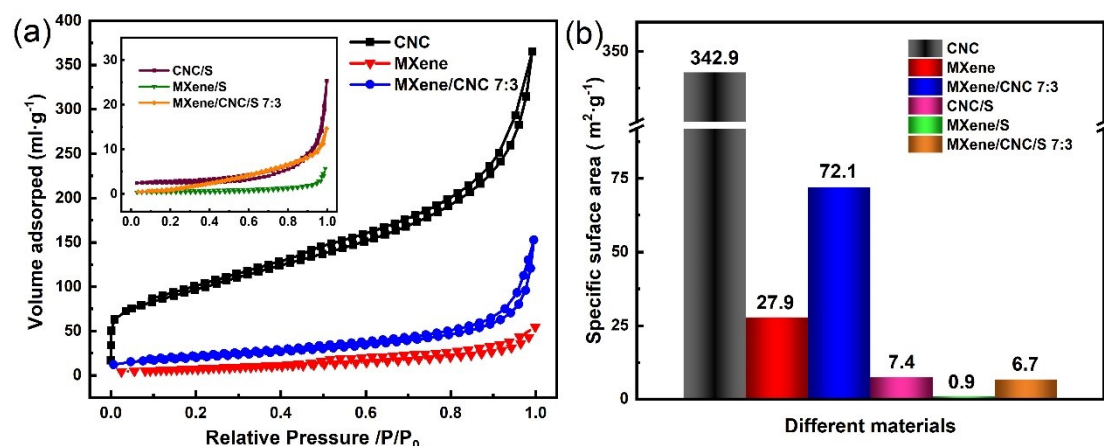 (a)
400
350
300
250
200
150
100
50
0
Volume adsorbed (ml·g⁻¹)
0.0 0.2 0.4 0.6 0.8 1.0
Relative Pressure /P/P₀
CNC
MXene
MXene/CNC 7:3
30
20
10
0
0.0 0.2 0.4 0.6 0.8 1.0
CNC/S
MXene/S
MXene/CNC/S 7:3
(b)
350
75
50
25
0
Specific suface area ( m²·g⁻¹)
342.9
27.9
72.1
7.4
0.9
6.7
CNC
MXene
MXene/CNC 7:3
CNC/S
MXene/S
MXene/CNC/S 7:3
Different materials